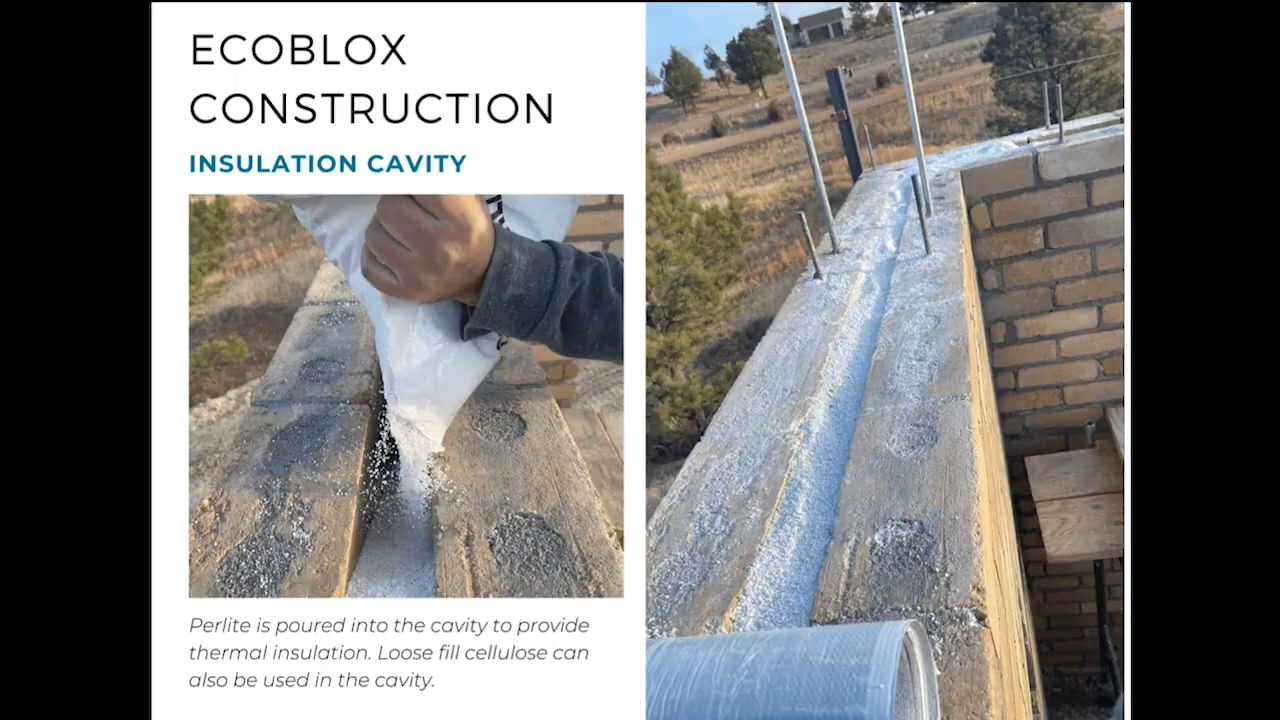 ECOBLOX
CONSTRUCTION
INSULATION CAVITY
Perlite is poured into the cavity to provide
thermal insulation. Loose fill cellulose can
also be used in the cavity.